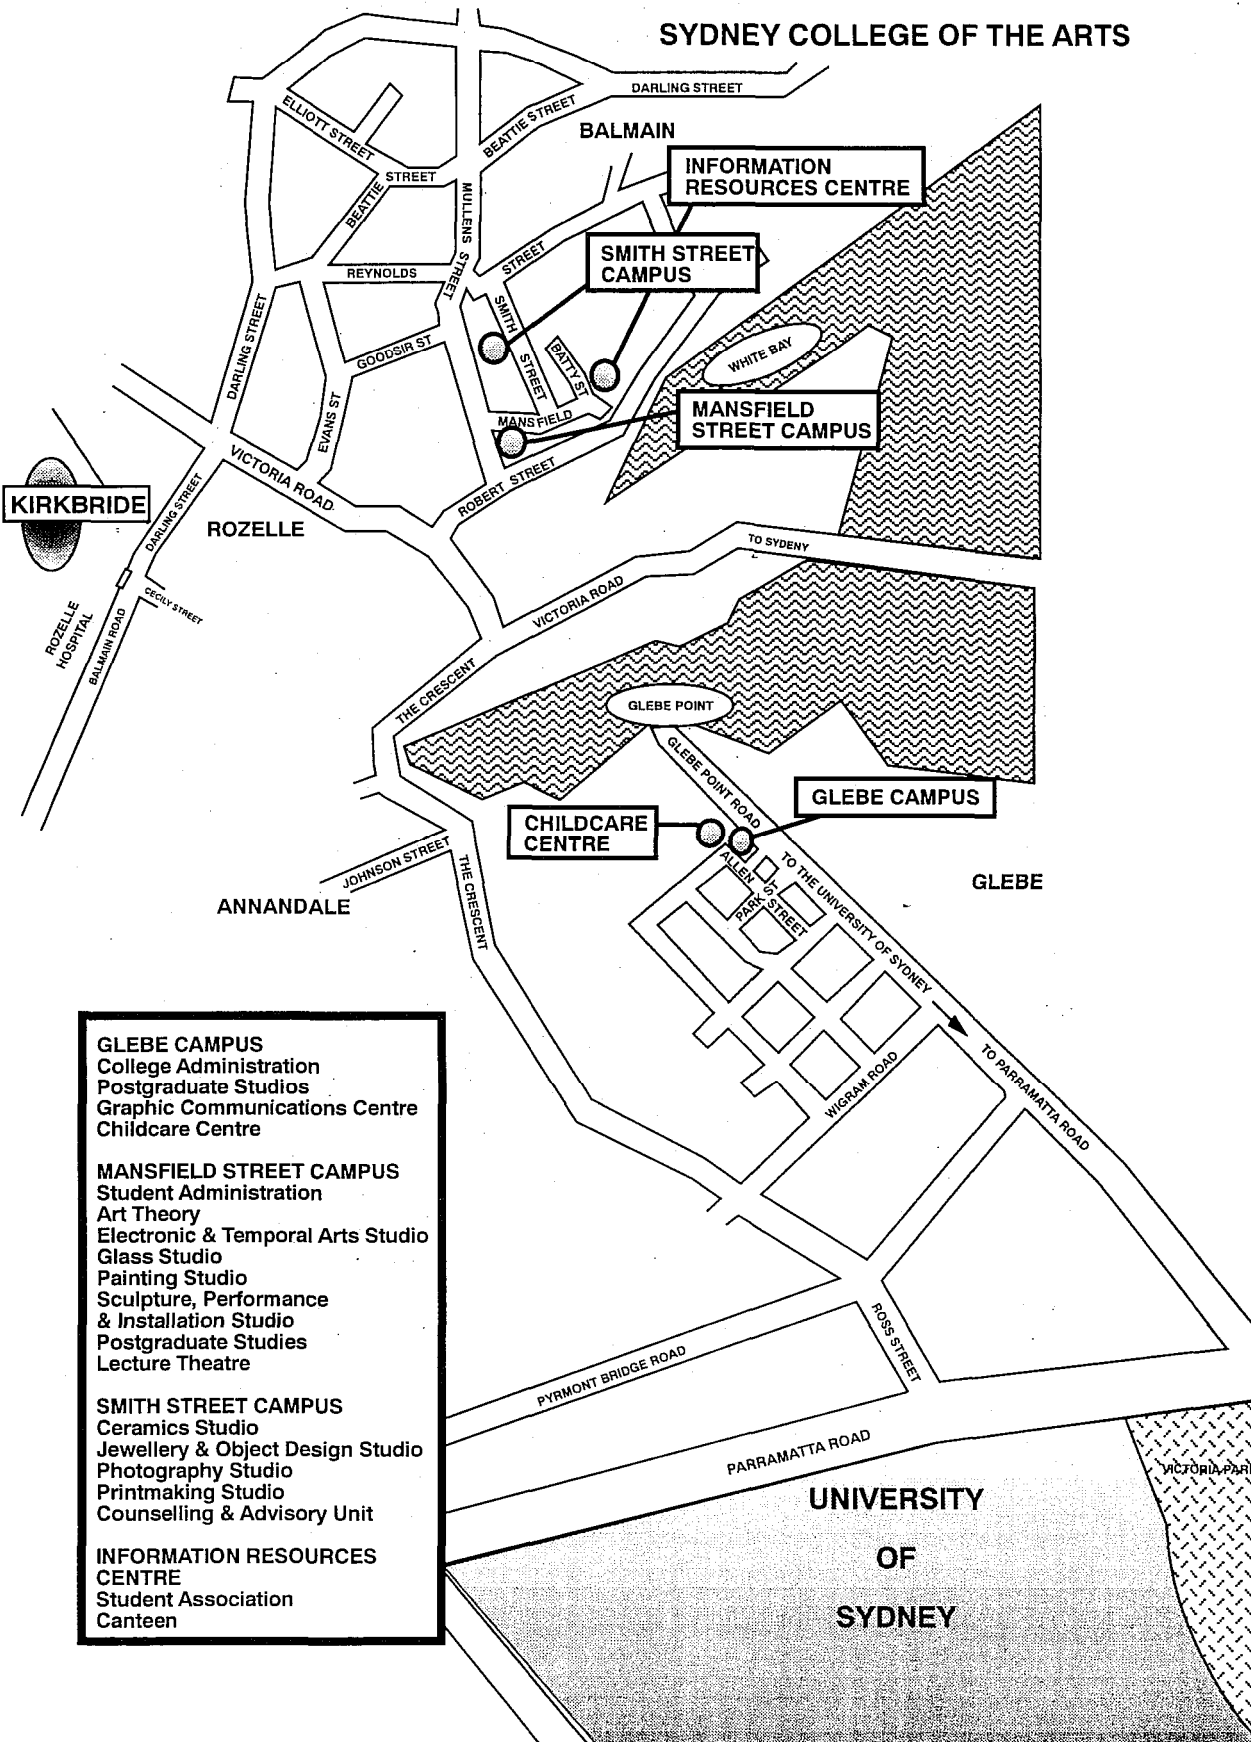 SYDNEY COLLEGE OF THE ARTS
DARLING STREET
ELLIOTT STREET
BEATTIE STREET
BALMAIN
INFORMATION
RESOURCES CENTRE
BEATTIE
STREET
MULLENS
STREET
REYNOLDS
STREET
SMITH STREET
CAMPUS
SMITH
STREET
BATTY ST
GOODSIR ST
WHITE BAY
DARLING STREET
EVANS ST
MANSFIELD
MANSFIELD
STREET CAMPUS
VICTORIA ROAD
ROBERT STREET
KIRKBRIDE
DARLING STREET
ROZELLE
TO SYDENY
CECILY STREET
VICTORIA ROAD
ROZELLE
HOSPITAL
BALMAIN ROAD
THE CRESCENT
GLEBE POINT
GLEBE POINT ROAD
GLEBE CAMPUS
CHILDCARE
CENTRE
JOHNSON STREET
THE CRESCENT
ALLEN
ST
PARK
STREET
TO THE UNIVERSITY OF SYDNEY
GLEBE
ANNANDALE
TO PARRAMATTA ROAD
WIGRAM ROAD
GLEBE CAMPUS
College Administration
Postgraduate Studios
Graphic Communications Centre
Childcare Centre
MANSFIELD STREET CAMPUS
Student Administration
Art Theory
Electronic & Temporal Arts Studio
Glass Studio
Painting Studio
Sculpture, Performance
& Installation Studio
Postgraduate Studies
Lecture Theatre
SMITH STREET CAMPUS
Ceramics Studio
Jewellery & Object Design Studio
Photography Studio
Printmaking Studio
Counselling & Advisory Unit
INFORMATION RESOURCES
CENTRE
Student Association
Canteen
ROSS STREET
PYRMONT BRIDGE ROAD
PARRAMATTA ROAD
VICTORIA PARK
UNIVERSITY
OF
SYDNEY